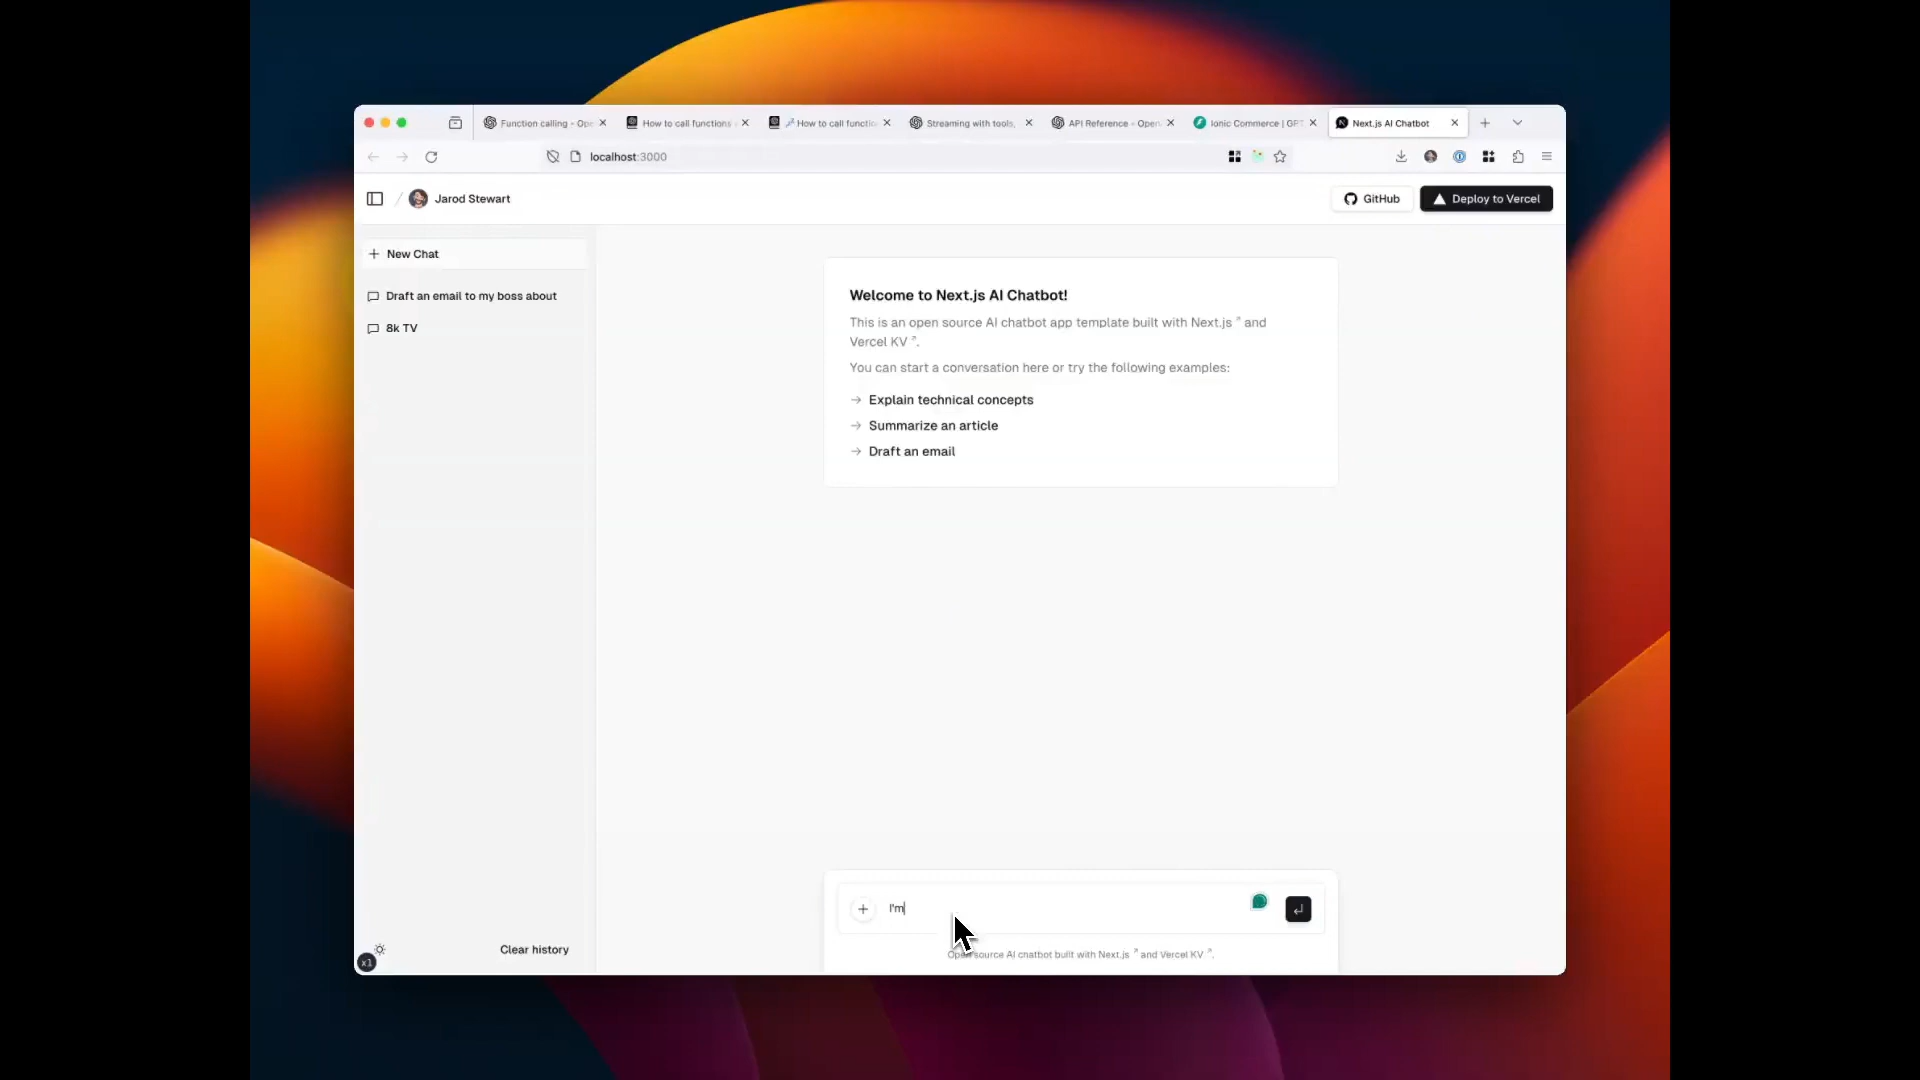 Function calling - Ope
How to call functions
How to call functio
Streaming with tools,
API Reference - Open
Ionic Commerce | GPT
Next.js AI Chatbot
localhost:3000
Jarod Stewart
GitHub
Deploy to Vercel
New Chat
Draft an email to my boss about
8k TV
Welcome to Next.js AI Chatbot!
This is an open source AI chatbot app template built with Next.js and
Vercel KV .
You can start a conversation here or try the following examples:
Explain technical concepts
Summarize an article
Draft an email
I'm
Open source AI chatbot built with Next.js and Vercel KV .
Clear history
x1